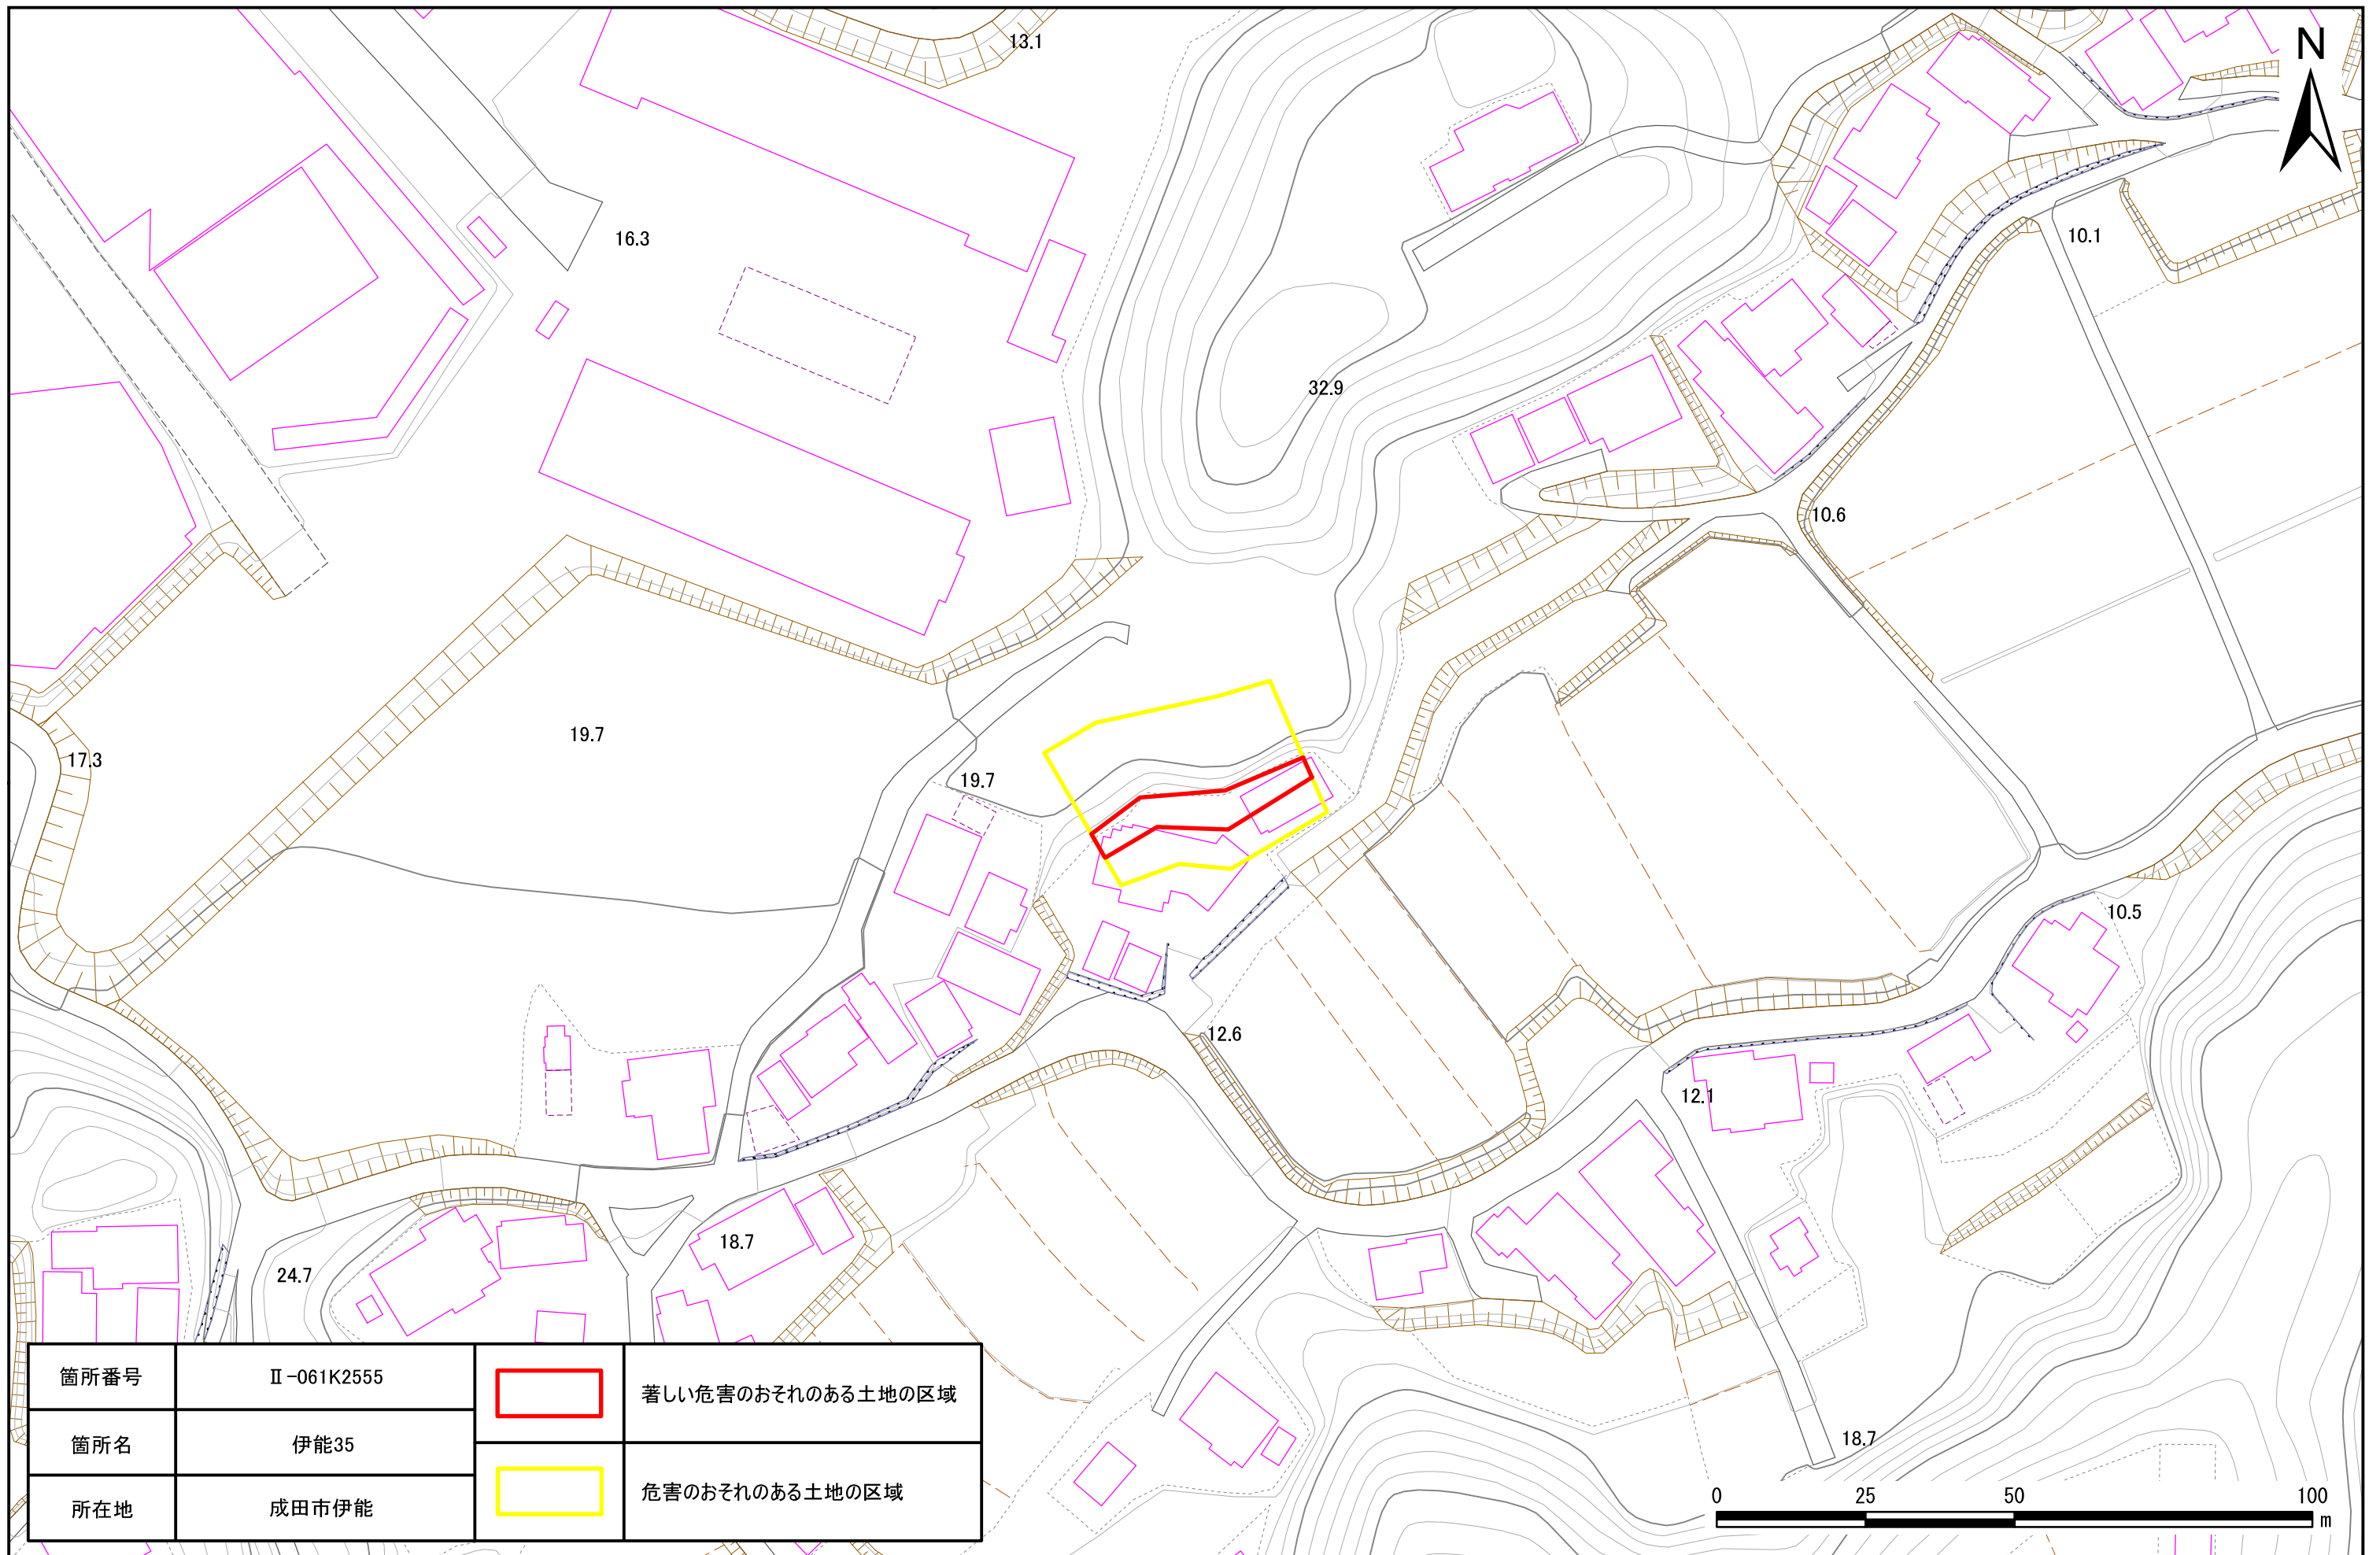 13.1
N
16.3
10.1
32.9
10.6
19.7
17.3
19.7
10.5
12.6
12.1
18.7
24.7
18.7
箇所番号 Ⅱ-061K2555
箇所名 伊能35
所在地 成田市伊能
著しい危害のおそれのある土地の区域
危害のおそれのある土地の区域
0 25 50 100
m